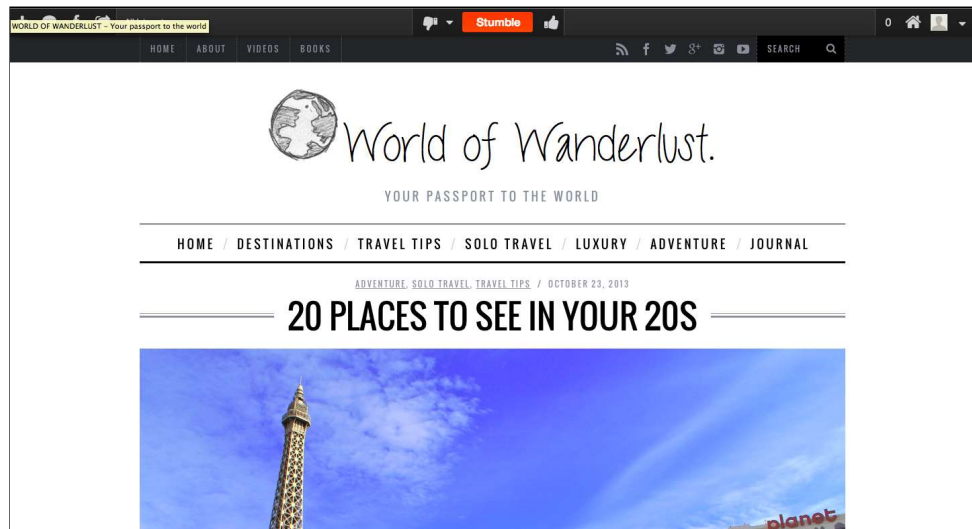 WORLD OF WANDERLUST - Your passport to the world
Stumble
0
HOME ABOUT VIDEOS BOOKS
SEARCH
World of Wanderlust.
YOUR PASSPORT TO THE WORLD
HOME / DESTINATIONS / TRAVEL TIPS / SOLO TRAVEL / LUXURY / ADVENTURE / JOURNAL
ADVENTURE, SOLO TRAVEL, TRAVEL TIPS / OCTOBER 23, 2013
20 PLACES TO SEE IN YOUR 20S
planet